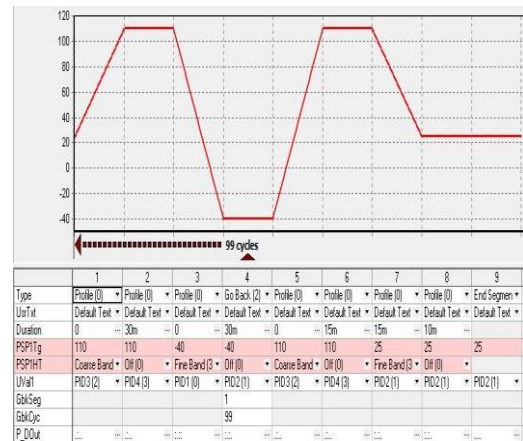 120
100
80
60
40
20
0
-20
-40
99 cycles
1 2 3 4 5 6 7 8 9
Type Profile (0) Profile (0) Profile (0) Go Back (2) Profile (0) Profile (0) Profile (0) Profile (0) End Segmen
UsrTxt Default Text Default Text Default Text Default Text Default Text Default Text Default Text Default Text Default Text
Duration 0 30m 0 30m 0 15m 15m 10m
PSP1Tg 110 110 -40 -40 110 110 25 25 25
PSP1HT Coarse Band Off (0) Fine Band (3 Off (0) Coarse Band Off (0) Fine Band (3 Off (0)
UVal1 PID3 (2) PID4 (3) PID1 (0) PID2 (1) PID3 (2) PID4 (3) PID2 (1) PID2 (1) PID2 (1)
GbkSeg 1
GbkCyc 99
P_DOut